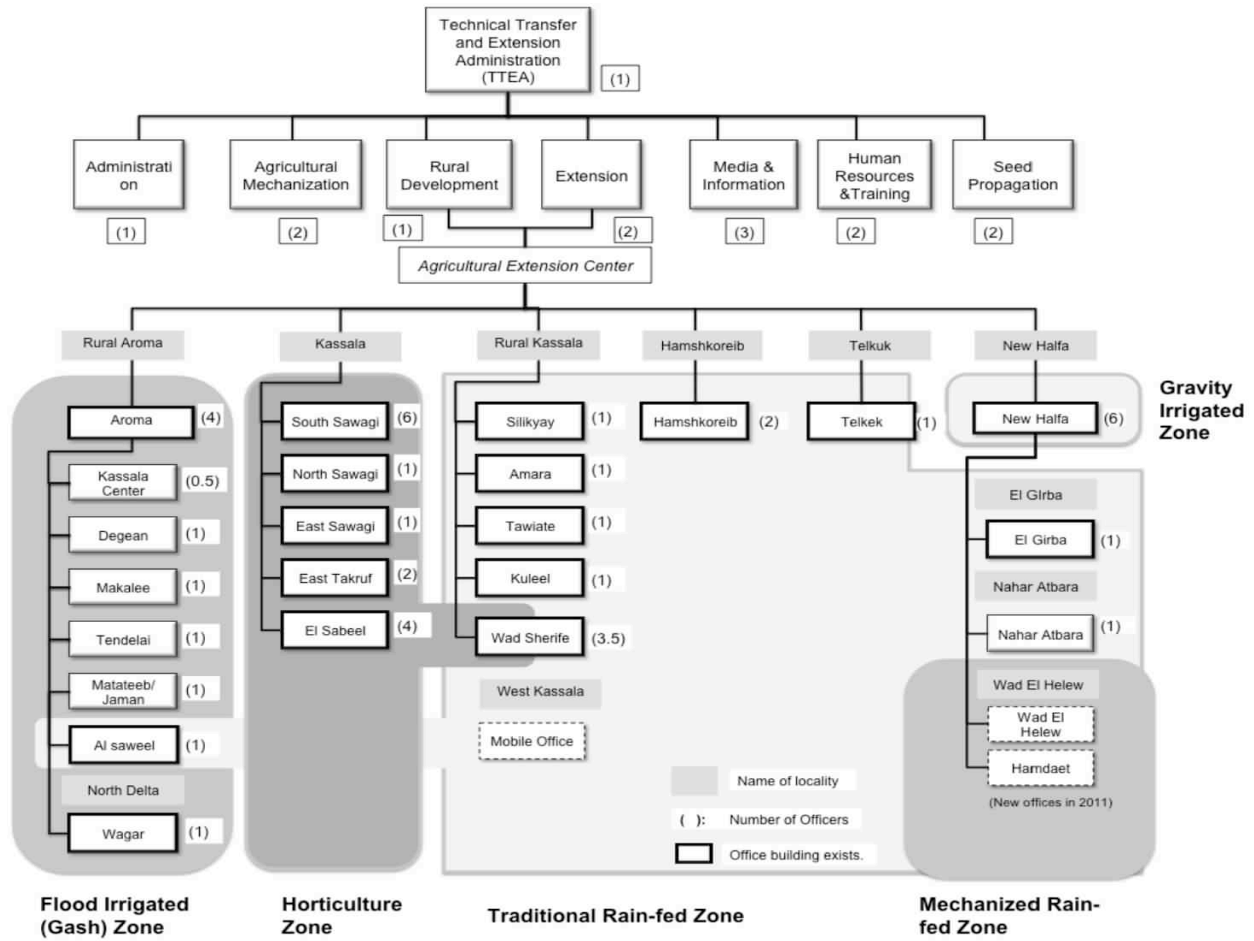 Technical Transfer
and Extension
Administration
(TTEA)
(1)
Administrati
on
Agricultural
Mechanization
Rural
Development
Extension
Media &
Information
Human
Resources
&Training
Seed
Propagation
(1)
(2)
(1)
(2)
(3)
(2)
(2)
Agricultural Extension Center
Rural Aroma
Kassala
Rural Kassala
Hamshkoreib
Telkuk
New Halfa
Aroma
(4)
Kassala
Center
(0.5)
Degean
(1)
Makalee
(1)
Tendelai
(1)
Matateeb/
Jaman
(1)
Al saweel
(1)
North Delta
Wagar
(1)
South Sawagi
(6)
North Sawagi
(1)
East Sawagi
(1)
East Takruf
(2)
El Sabeel
(4)
Silikyay
(1)
Amara
(1)
Tawiate
(1)
Kuleel
(1)
Wad Sherife
(3.5)
West Kassala
Mobile Office
Hamshkoreib
(2)
Telkek
(1)
New Halfa
(6)
Gravity
Irrigated
Zone
El GIrba
El Girba
(1)
Nahar Atbara
Nahar Atbara
(1)
Wad El Helew
Wad El
Helew
Hamdaet
(New offices in 2011)
Name of locality
( ): Number of Officers
Office building exists.
Flood Irrigated
(Gash) Zone
Horticulture
Zone
Traditional Rain-fed Zone
Mechanized Rain-
fed Zone